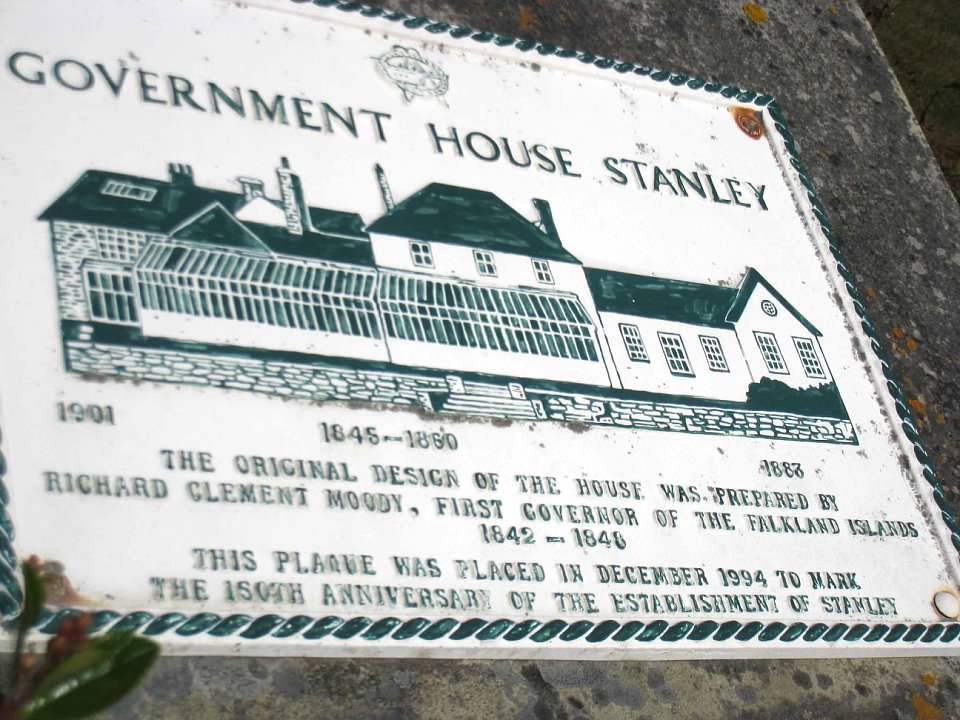 GOVERNMENT HOUSE STANLEY
1901
1845-1860
1883
THE ORIGINAL DESIGN OF THE HOUSE WAS PREPARED BY
RICHARD CLEMENT MOODY, FIRST GOVERNOR OF THE FALKLAND ISLANDS
1842 - 1848
THIS PLAQUE WAS PLACED IN DECEMBER 1994 TO MARK
THE 150TH ANNIVERSARY OF THE ESTABLISHMENT OF STANLEY